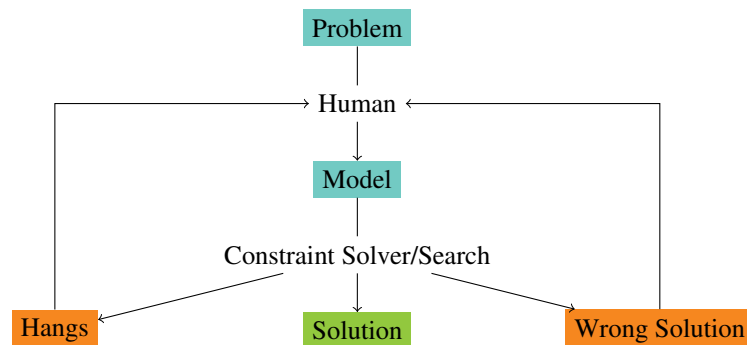 Problem
Human
Model
Constraint Solver/Search
Hangs
Solution
Wrong Solution